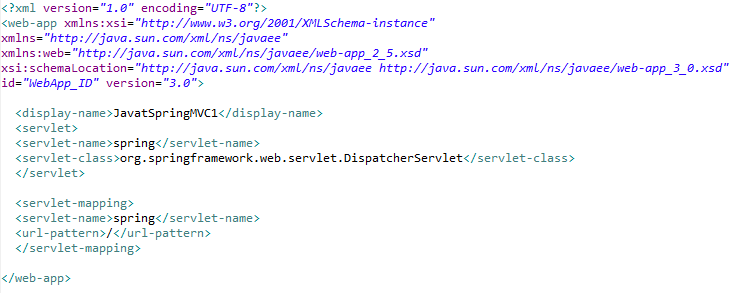 <?xml version="1.0" encoding="UTF-8"?>
<web-app xmlns:xsi="http://www.w3.org/2001/XMLSchema-instance"
xmlns="http://java.sun.com/xml/ns/javaee"
xmlns:web="http://java.sun.com/xml/ns/javaee/web-app_2_5.xsd"
xsi:schemaLocation="http://java.sun.com/xml/ns/javaee http://java.sun.com/xml/ns/javaee/web-app_3_0.xsd"
id="WebApp_ID" version="3.0">
<display-name>JavatSpringMVC1</display-name>
<servlet>
<servlet-name>spring</servlet-name>
<servlet-class>org.springframework.web.servlet.DispatcherServlet</servlet-class>
</servlet>
<servlet-mapping>
<servlet-name>spring</servlet-name>
<url-pattern>/</url-pattern>
</servlet-mapping>
</web-app>